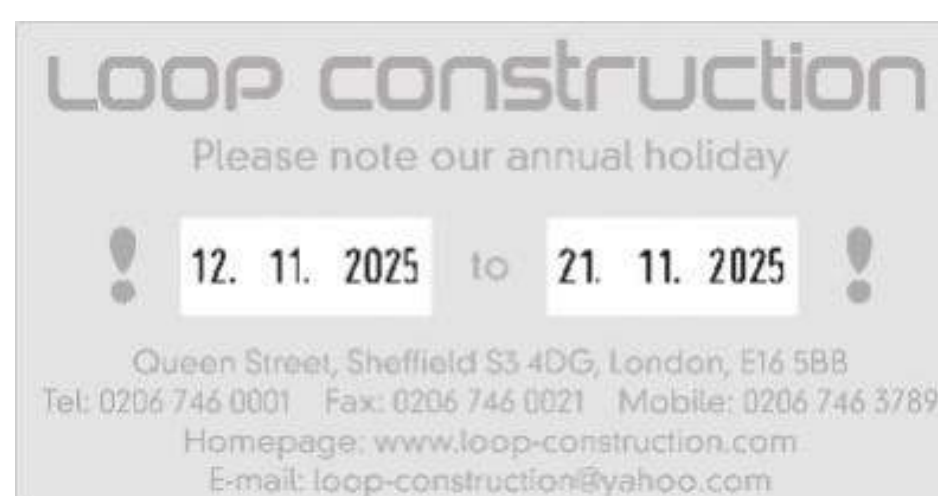 Loop construction
Please note our annual holiday
! 12. 11. 2025 to 21. 11. 2025 !
Queen Street, Sheffield S3 4DG, London, E16 5BB
Tel: 0206 746 0001 Fax: 0206 746 0021 Mobile: 0206 746 3789
Homepage: www.loop-construction.com
E-mail: loop-construction@yahoo.com